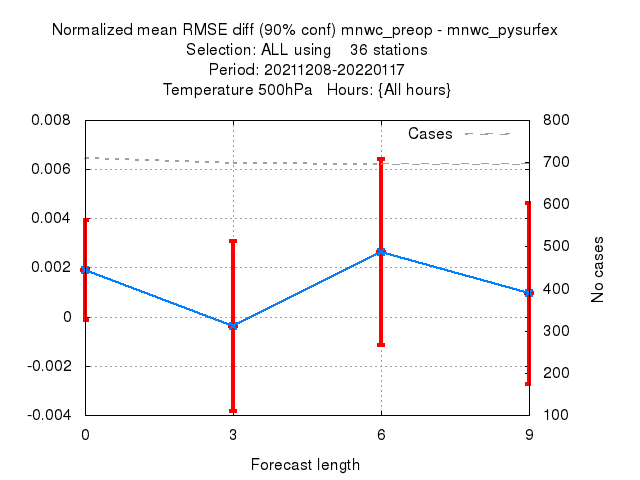 Normalized mean RMSE diff (90% conf) mnwc_preop - mnwc_pysurfex
Selection: ALL using    36 stations
Period: 20211208-20220117
Temperature 500hPa   Hours: {All hours}
0.008
0.006
0.004
0.002
0
-0.002
-0.004
Cases
800
700
600
500
400
300
200
100
No cases
0
3
6
9
Forecast length